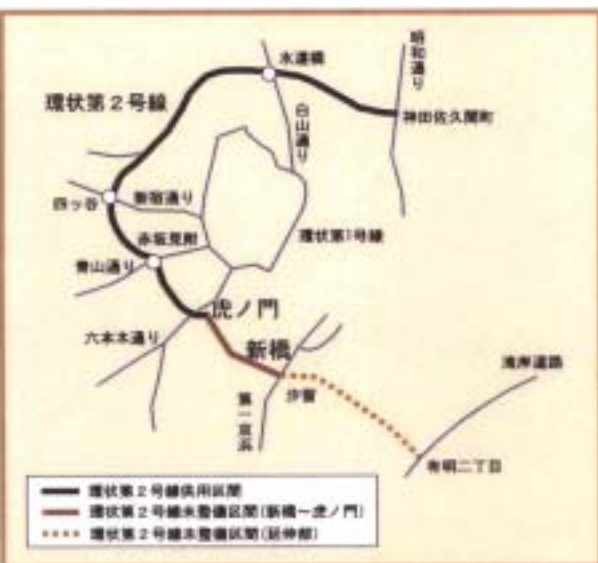 昭和通り
水道橋
環状第２号線
白山通り
神田佐久間町
四ッ谷
新宿通り
赤坂見附
環状第1号線
青山通り
虎ノ門
六本木通り
新橋
汐留
第一京浜
湾岸道路
有明二丁目
環状第２号線供用区間
環状第２号線未整備区間(新橋～虎ノ門)
環状第２号線未整備区間(延伸部)